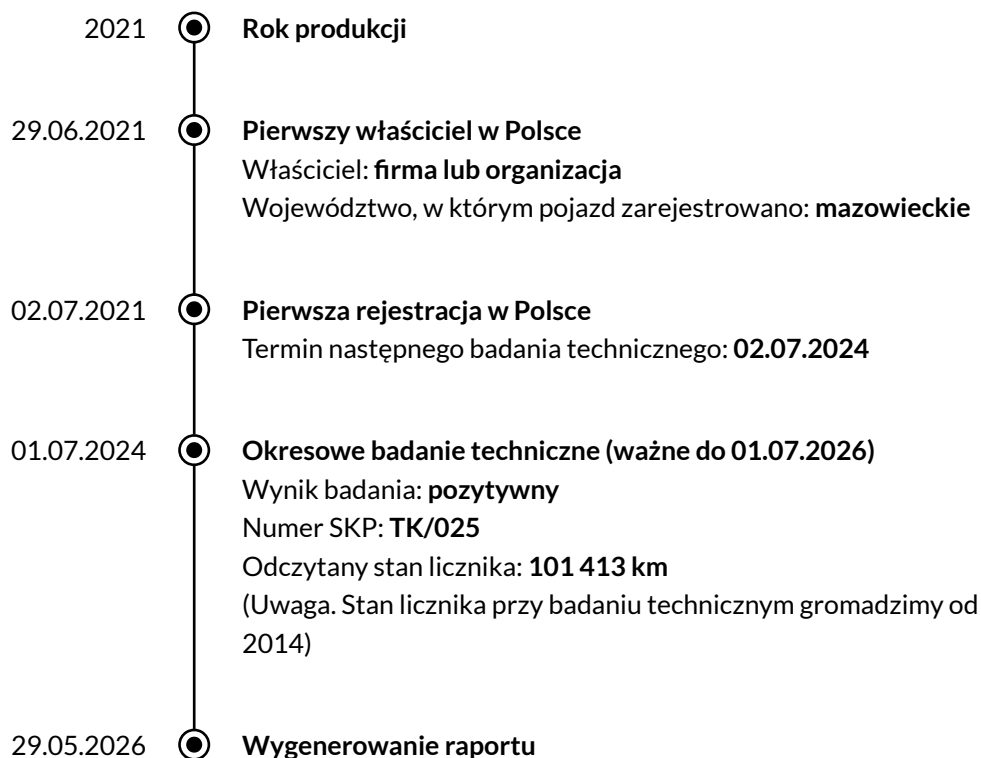 2021 Rok produkcji
29.06.2021 Pierwszy właściciel w Polsce
Właściciel: firma lub organizacja
Województwo, w którym pojazd zarejestrowano: mazowieckie
02.07.2021 Pierwsza rejestracja w Polsce
Termin następnego badania technicznego: 02.07.2024
01.07.2024 Okresowe badanie techniczne (ważne do 01.07.2026)
Wynik badania: pozytywny
Numer SKP: TK/025
Odczytany stan licznika: 101 413 km
(Uwaga. Stan licznika przy badaniu technicznym gromadzimy od
2014)
29.05.2026 Wygenerowanie raportu